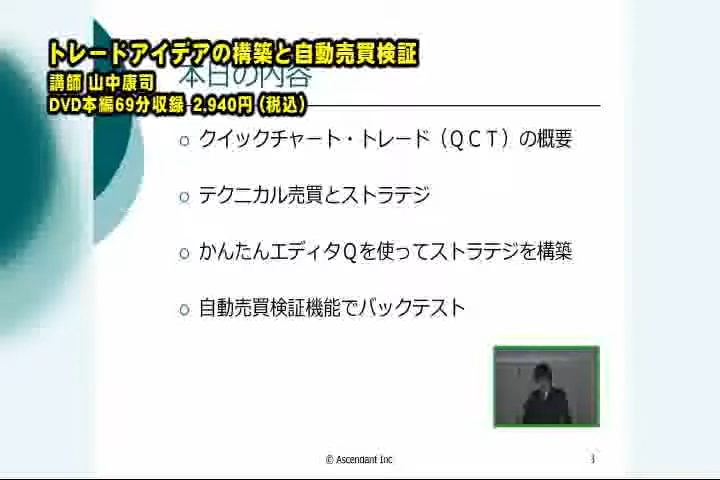 トレードアイデアの構築と自動売買検証
講師 山中康司
DVD本編69分収録 2,940円(税込)
本日の内容
クイックチャート・トレード(QCT)の概要
テクニカル売買とストラテジ
かんたんエディタQを使ってストラテジを構築
自動売買検証機能でバックテスト
© Ascendant Inc
3